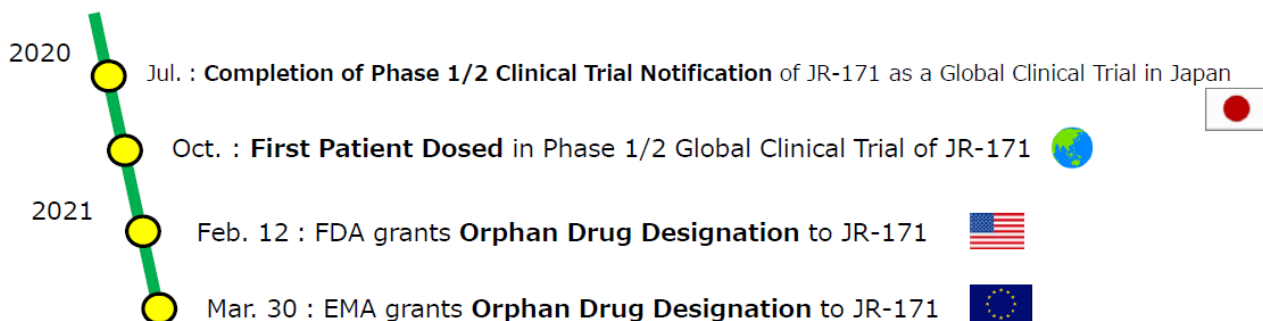 2020
Jul. : Completion of Phase 1/2 Clinical Trial Notification of JR-171 as a Global Clinical Trial in Japan
Oct. : First Patient Dosed in Phase 1/2 Global Clinical Trial of JR-171
2021
Feb. 12 : FDA grants Orphan Drug Designation to JR-171
Mar. 30 : EMA grants Orphan Drug Designation to JR-171